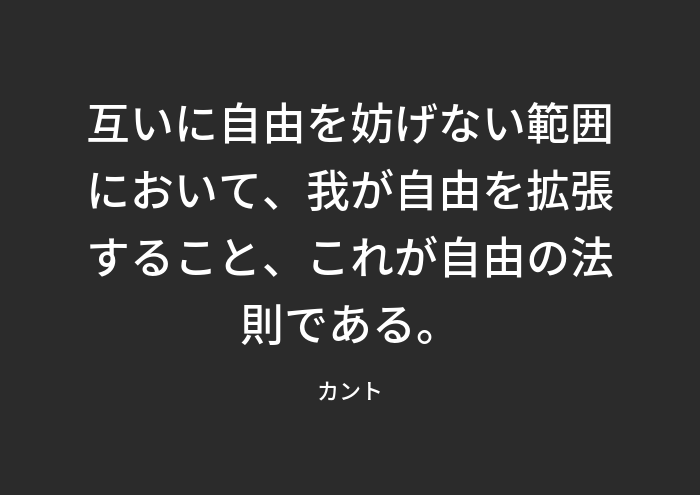 互いに自由を妨げない範囲
において、我が自由を拡張
すること、これが自由の法
則である。
カント